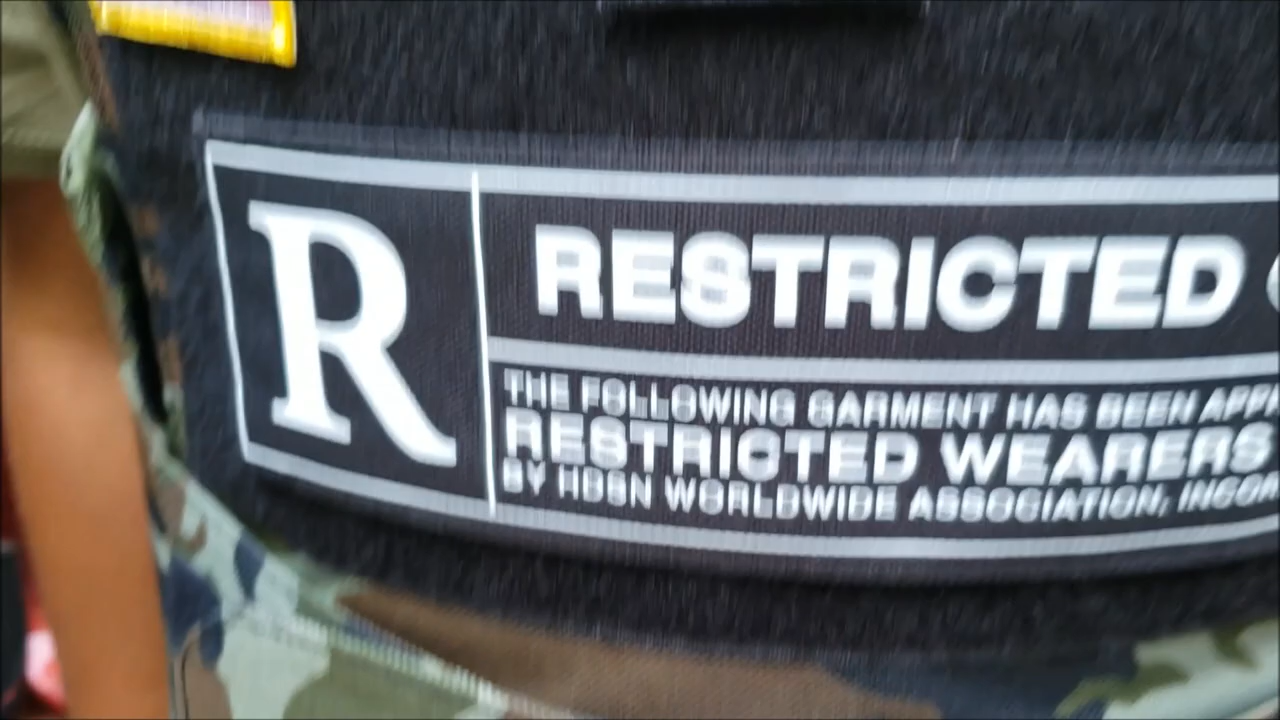 R
RESTRICTED
THE FOLLOWING GARMENT HAS BEEN
RESTRICTED WEARERS
BY HDSN WORLDWIDE ASSOCIATION,